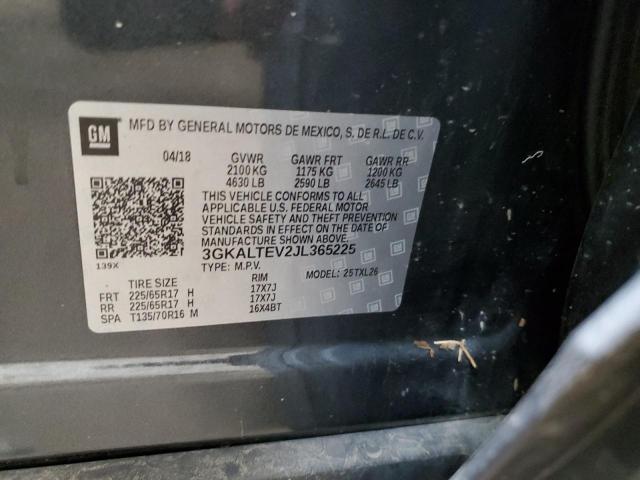 GM
MFD BY GENERAL MOTORS DE MEXICO, S. DE R.L. DE C.V.
04/18 GVWR GAWR FRT GAWR RR
2100 KG 1175 KG 1200 KG
4630 LB 2590 LB 2645 LB
THIS VEHICLE CONFORMS TO ALL
APPLICABLE U.S. FEDERAL MOTOR
VEHICLE SAFETY AND THEFT PREVENTION
STANDARDS IN EFFECT ON THE DATE OF
MANUFACTURE SHOWN ABOVE.
3GKALTEV2JL365225
139X TYPE: M.P.V. MODEL: 25TXL26
TIRE SIZE RIM
FRT 225/65R17 H 17X7J
RR 225/65R17 H 17X7J
SPA T135/70R16 M 16X4BT